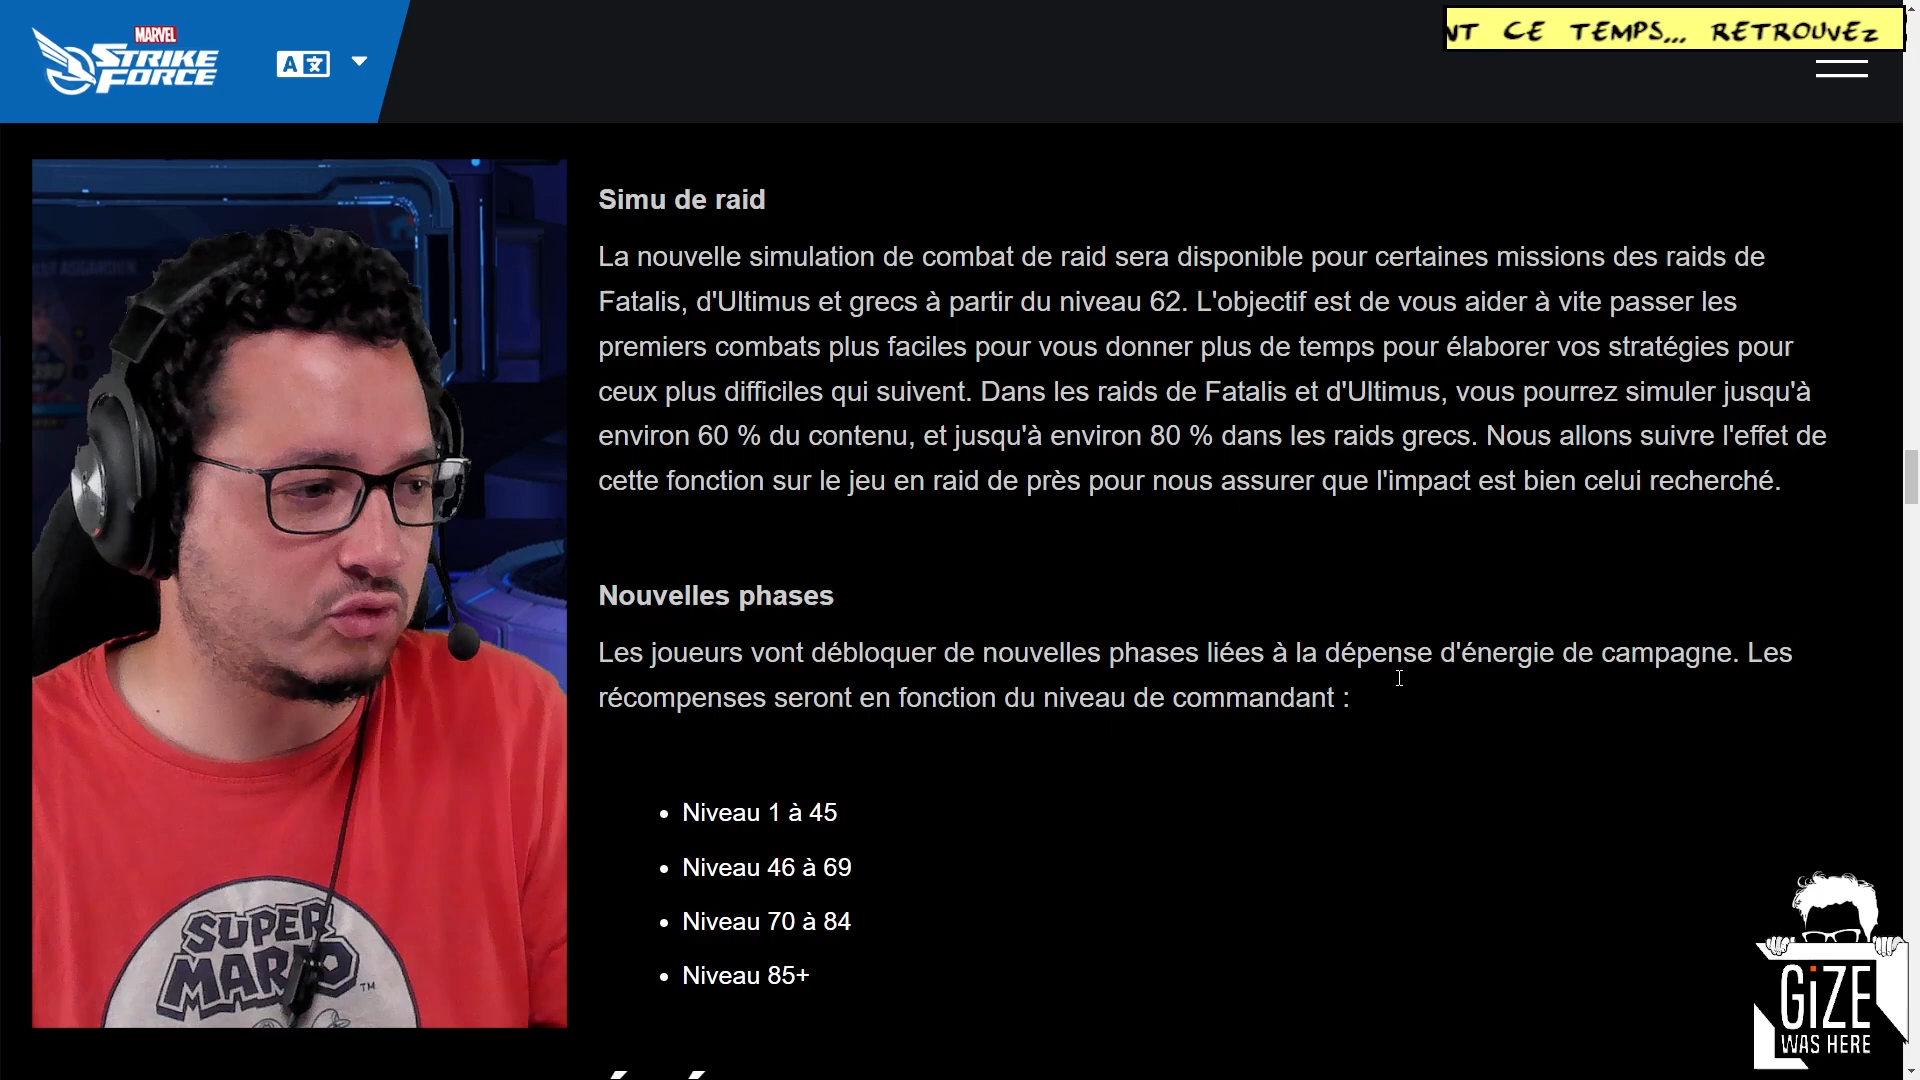 MARVEL
STRIKE
FORCE
A文
NT CE TEMPS... RETROUVEZ
Simu de raid
La nouvelle simulation de combat de raid sera disponible pour certaines missions des raids de
Fatalis, d'Ultimus et grecs à partir du niveau 62. L'objectif est de vous aider à vite passer les
premiers combats plus faciles pour vous donner plus de temps pour élaborer vos stratégies pour
ceux plus difficiles qui suivent. Dans les raids de Fatalis et d'Ultimus, vous pourrez simuler jusqu'à
environ 60 % du contenu, et jusqu'à environ 80 % dans les raids grecs. Nous allons suivre l'effet de
cette fonction sur le jeu en raid de près pour nous assurer que l'impact est bien celui recherché.
Nouvelles phases
Les joueurs vont débloquer de nouvelles phases liées à la dépense d'énergie de campagne. Les
récompenses seront en fonction du niveau de commandant :
• Niveau 1 à 45
• Niveau 46 à 69
• Niveau 70 à 84
• Niveau 85+
SUPER
MARIO
TM
GiZE
WAS HERE